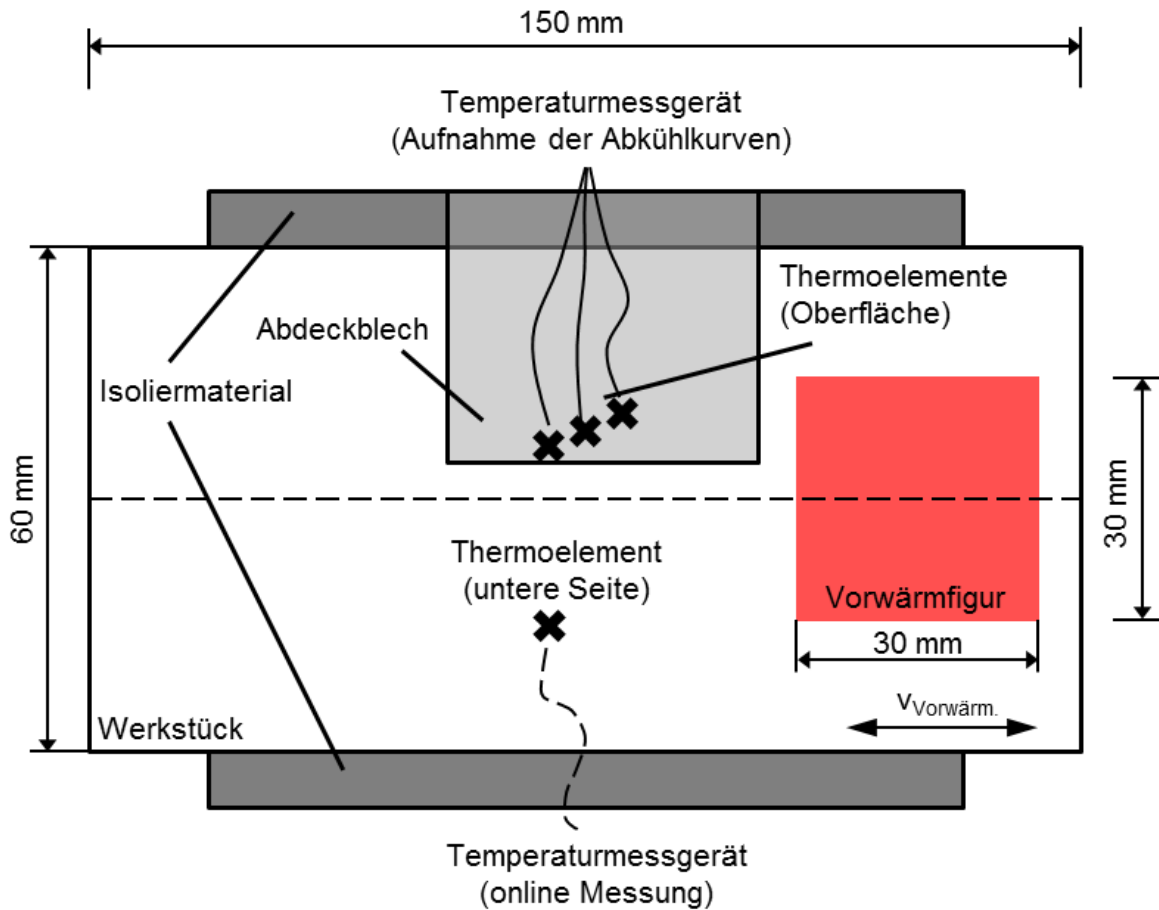 150 mm
Temperaturmessgerät
(Aufnahme der Abkühlkurven)
Thermoelemente
(Oberfläche)
Abdeckblech
Isoliermaterial
60 mm
30 mm
Thermoelement
(untere Seite)
Vorwärmfigur
30 mm
vVorwärm.
Werkstück
Temperaturmessgerät
(online Messung)